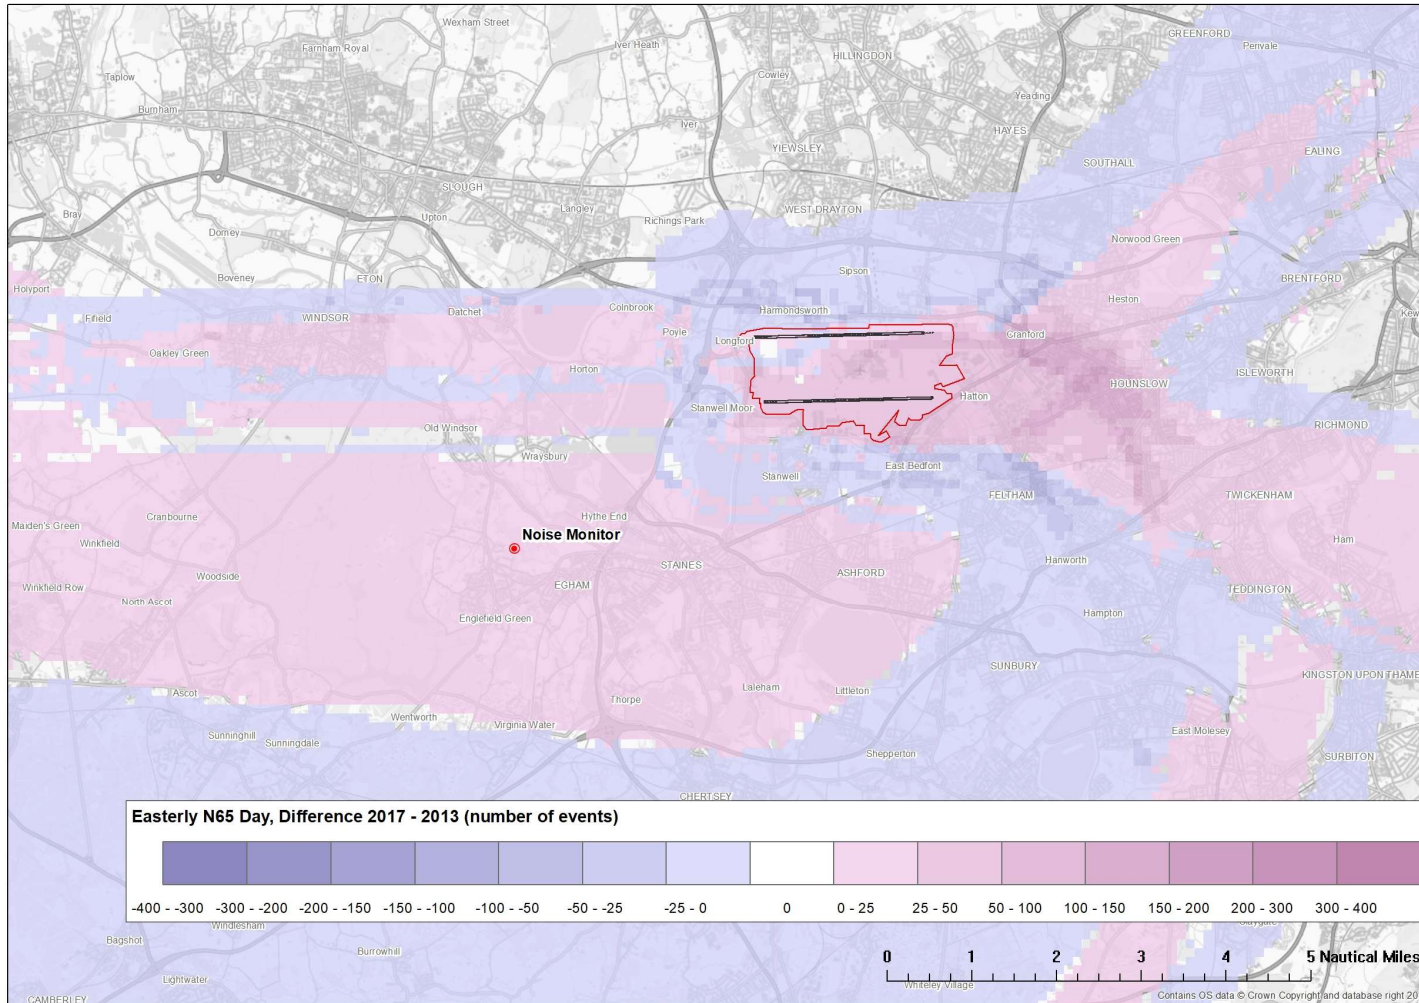 Wexham Street
GREENFORD
Perivale
Farnham Royal
Iver Heath
HILLINGDON
Taplow
Cowley
Burnham
Yeading
Iver
HAYES
YIEWSLEY
EALING
SOUTHALL
SLOUGH
Langley
WEST DRAYTON
Bray
Upton
Richings Park
Dorney
Norwood Green
Sipson
Boveney
ETON
BRENTFORD
Holyport
Heston
Fifield
WINDSOR
Datchet
Colnbrook
Harmondsworth
Kew
Poyle
Longford
Cranford
Oakley Green
Horton
ISLEWORTH
HOUNSLOW
Hatton
Stanwell Moor
Old Windsor
RICHMOND
Wraysbury
Stanwell
East Bedfont
FELTHAM
TWICKENHAM
Cranbourne
Hythe End
Maiden's Green
Noise Monitor
Ham
Winkfield
Hanworth
STAINES
ASHFORD
Woodside
EGHAM
Winkfield Row
TEDDINGTON
North Ascot
Hampton
Englefield Green
SUNBURY
KINGSTON UPON THAME
Ascot
Laleham
Littleton
Thorpe
Wentworth
Virginia Water
East Molesey
Sunninghill
Sunningdale
Shepperton
SURBITON
CHERTSEY
Easterly N65 Day, Difference 2017 - 2013 (number of events)
-400 - -300 -300 - -200 -200 - -150 -150 - -100 -100 - -50 -50 - -25 -25 - 0 0 0 - 25 25 - 50 50 - 100 100 - 150 150 - 200 200 - 300 300 - 400
Windlesham
Bagshot
Burrowhill
0 1 2 3 4 5 Nautical Miles
Lightwater
Whiteley Village
CAMBERLEY
Contains OS data © Crown Copyright and database right 20